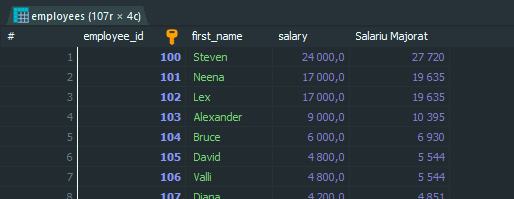 employees (107r × 4c)
# employee_id first_name salary Salariu Majorat
1 100 Steven 24 000,0 27 720
2 101 Neena 17 000,0 19 635
3 102 Lex 17 000,0 19 635
4 103 Alexander 9 000,0 10 395
5 104 Bruce 6 000,0 6 930
6 105 David 4 800,0 5 544
7 106 Valli 4 800,0 5 544
8 107 Diana 4 200,0 4 851